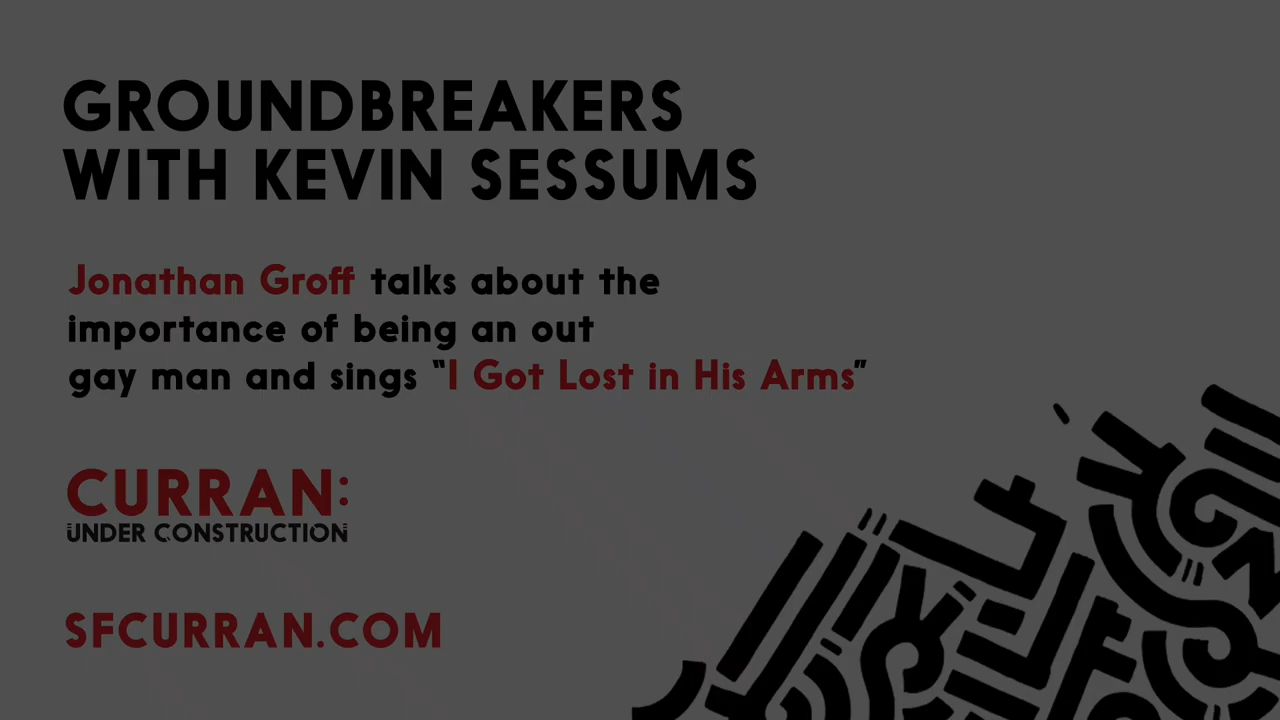 GROUNDBREAKERS
WITH KEVIN SESSUMS
Jonathan Groff talks about the
importance of being an out
gay man and sings “I Got Lost in His Arms”
CURRAN:
UNDER CONSTRUCTION
SFCURRAN.COM